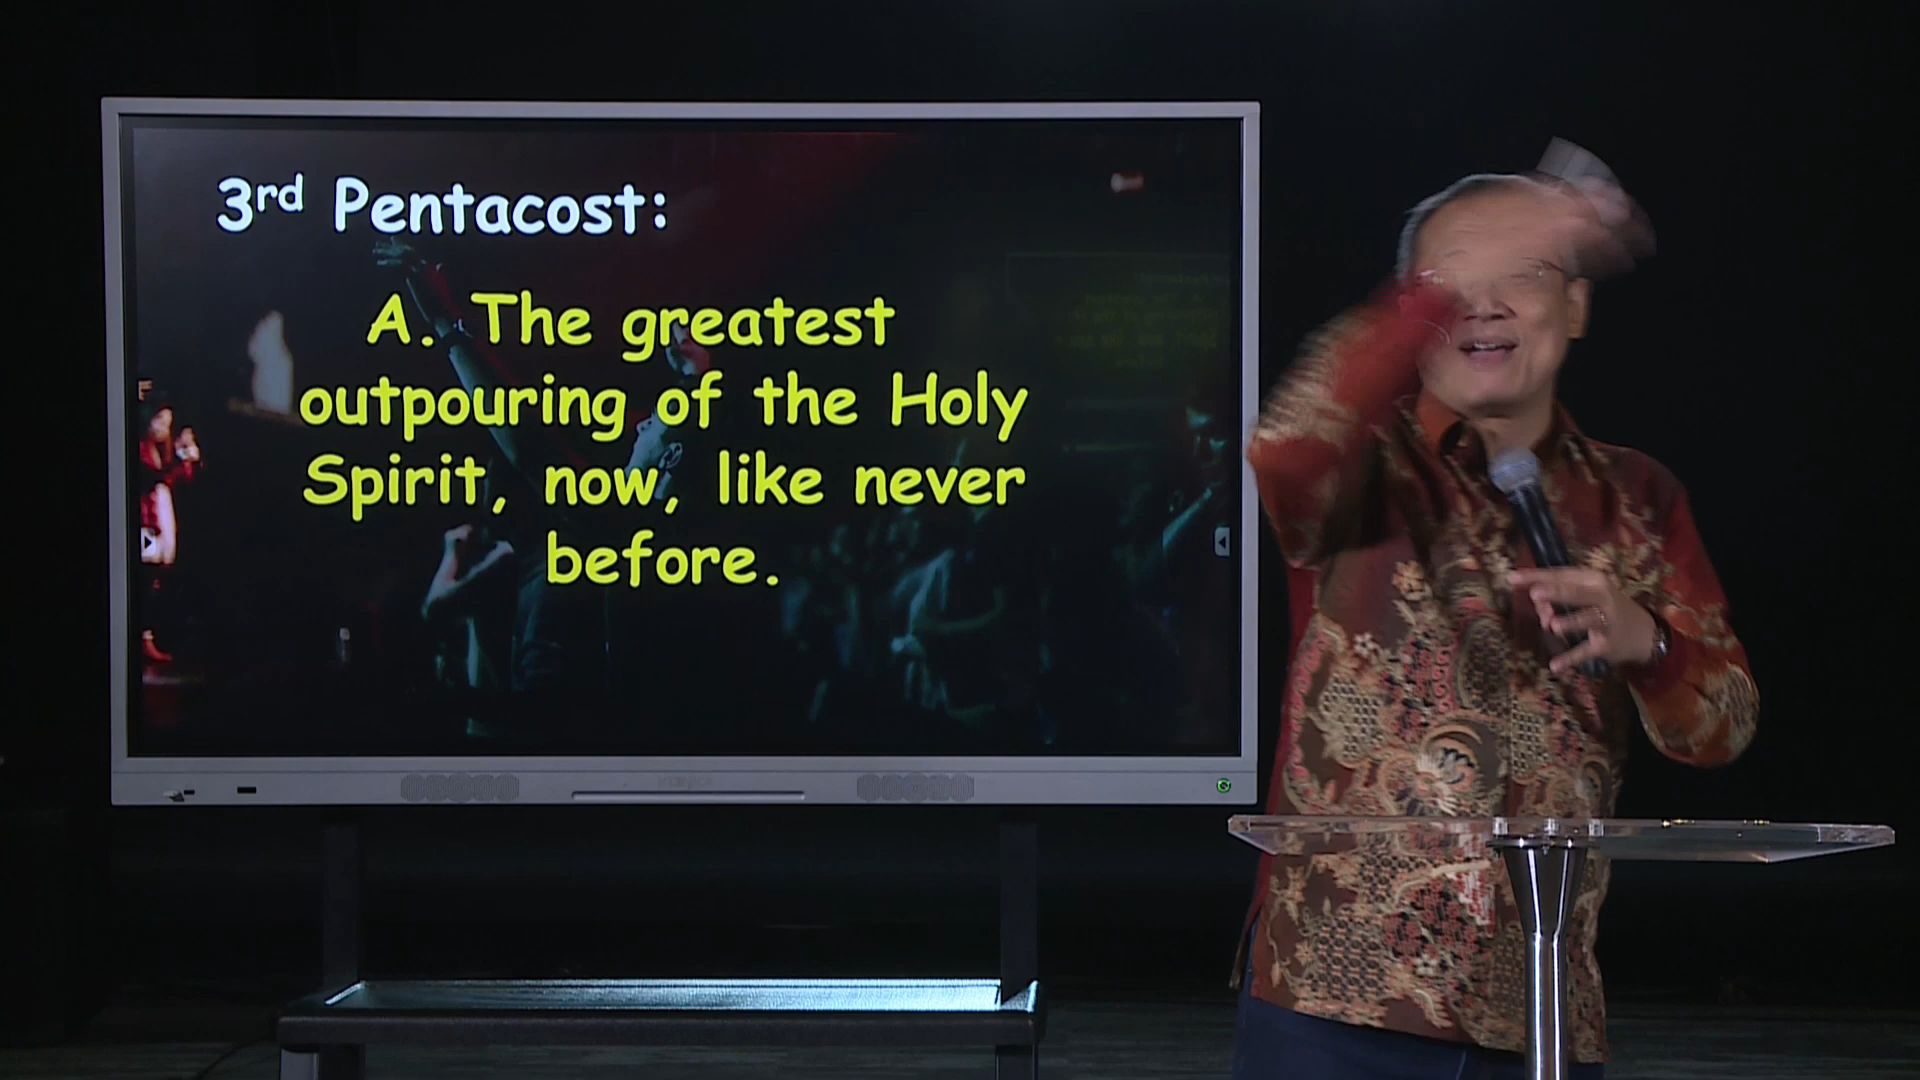 3rd Pentacost:
A. The greatest
outpouring of the Holy
Spirit, now, like never
before.